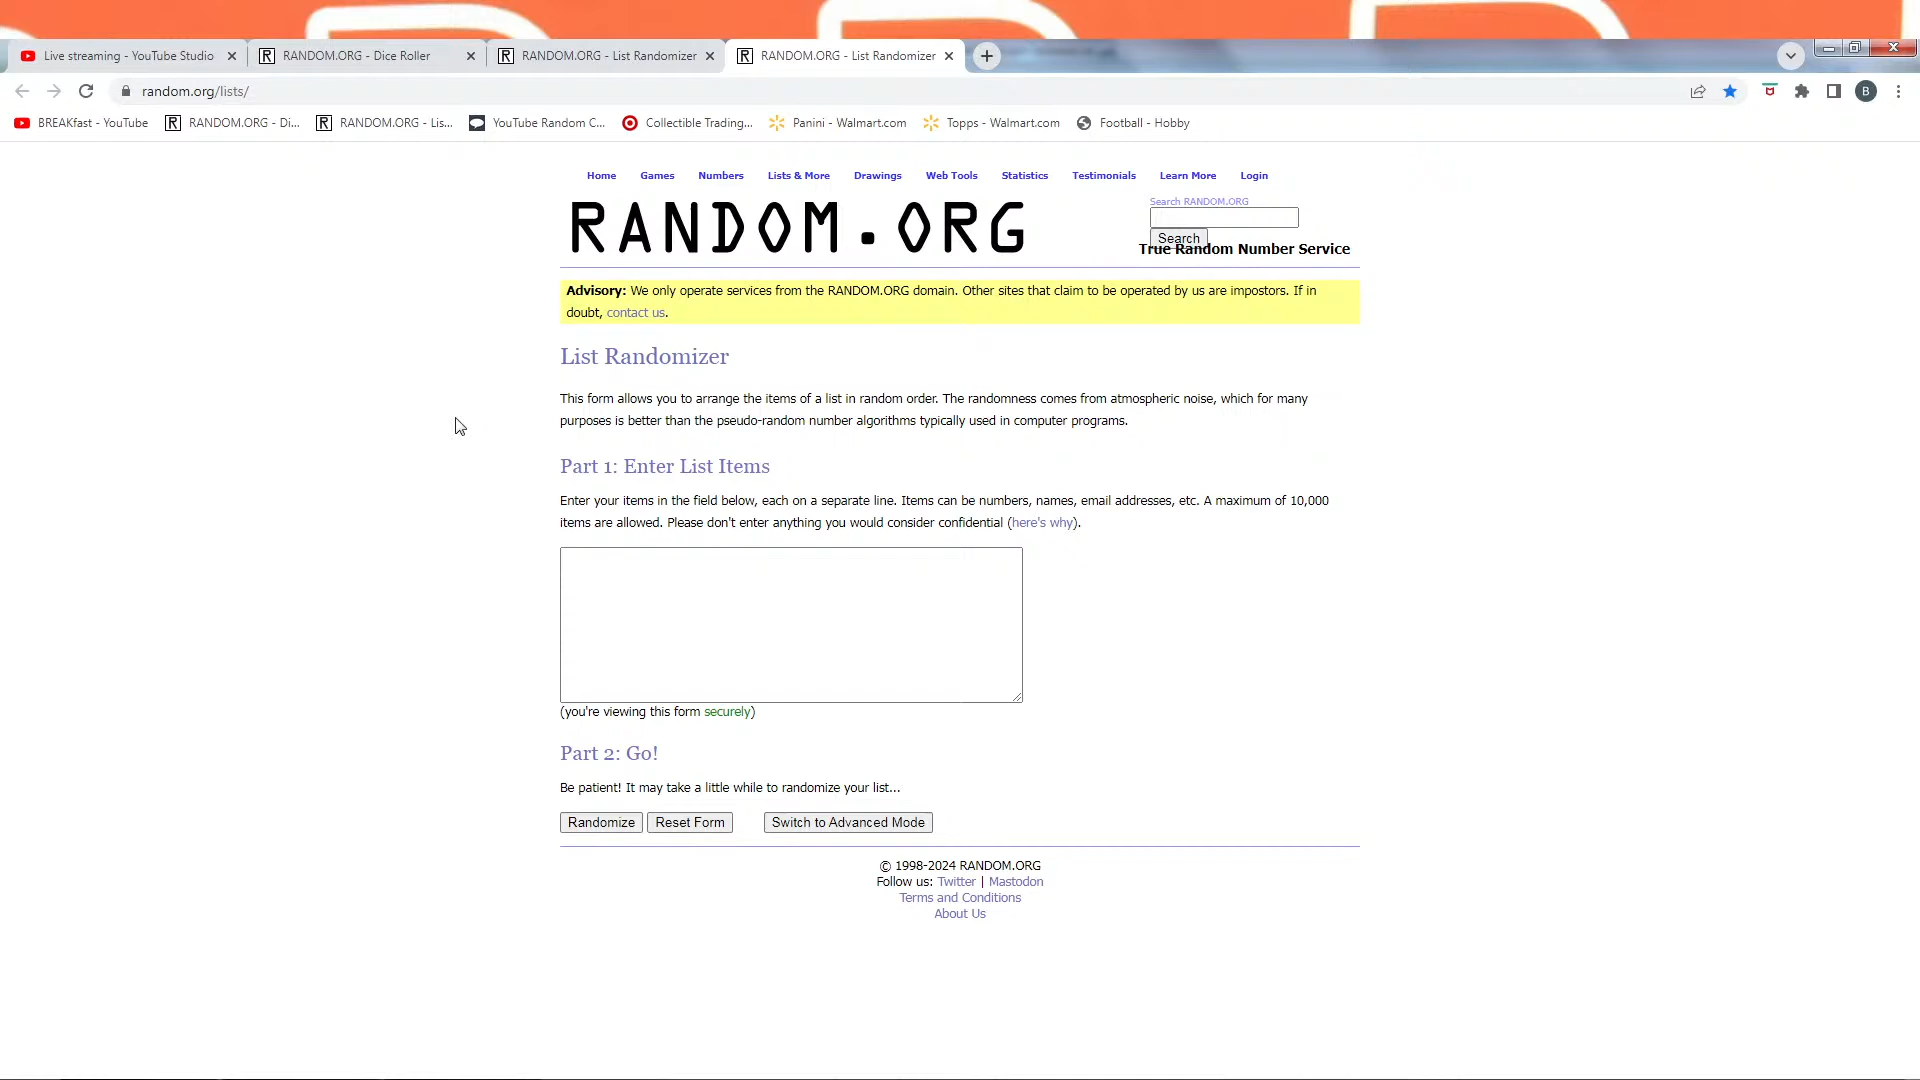 Live streaming - YouTube Studio
RANDOM.ORG - Dice Roller
RANDOM.ORG - List Randomizer
RANDOM.ORG - List Randomizer
random.org/lists/
B
BREAKfast - YouTube
RANDOM.ORG - Di...
RANDOM.ORG - Lis...
YouTube Random C...
Collectible Trading...
Panini - Walmart.com
Topps - Walmart.com
Football - Hobby
Home Games Numbers Lists & More Drawings Web Tools Statistics Testimonials Learn More Login
RANDOM.ORG
Search RANDOM.ORG
Search
True Random Number Service
Advisory: We only operate services from the RANDOM.ORG domain. Other sites that claim to be operated by us are impostors. If in
doubt, contact us.
List Randomizer
This form allows you to arrange the items of a list in random order. The randomness comes from atmospheric noise, which for many
purposes is better than the pseudo-random number algorithms typically used in computer programs.
Part 1: Enter List Items
Enter your items in the field below, each on a separate line. Items can be numbers, names, email addresses, etc. A maximum of 10,000
items are allowed. Please don't enter anything you would consider confidential (here's why).
(you're viewing this form securely)
Part 2: Go!
Be patient! It may take a little while to randomize your list...
Randomize Reset Form Switch to Advanced Mode
© 1998-2024 RANDOM.ORG
Follow us: Twitter | Mastodon
Terms and Conditions
About Us